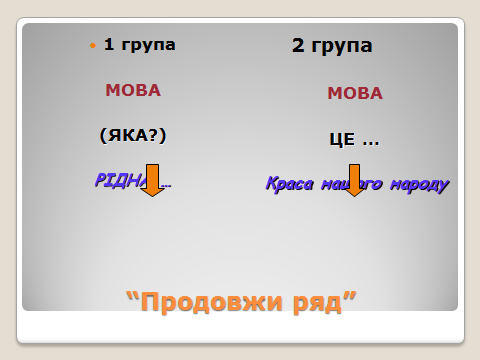 1 група
МОВА
(ЯКА?)
РІДНА...
2 група
МОВА
ЦЕ ...
Краса нашого народу
“Продовжи ряд”